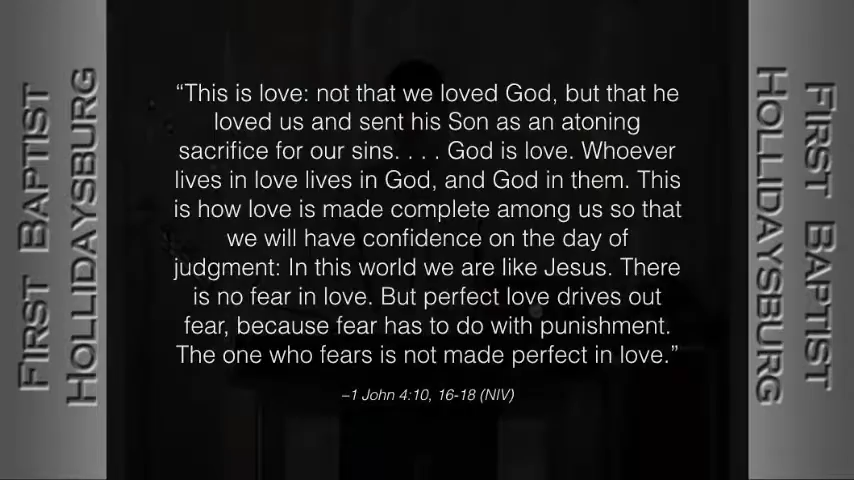 FIRST BAPTIST
HOLLIDAYSBURG
“This is love: not that we loved God, but that he
loved us and sent his Son as an atoning
sacrifice for our sins. . . . God is love. Whoever
lives in love lives in God, and God in them. This
is how love is made complete among us so that
we will have confidence on the day of
judgment: In this world we are like Jesus. There
is no fear in love. But perfect love drives out
fear, because fear has to do with punishment.
The one who fears is not made perfect in love.”
–1 John 4:10, 16-18 (NIV)
FIRST BAPTIST
HOLLIDAYSBURG